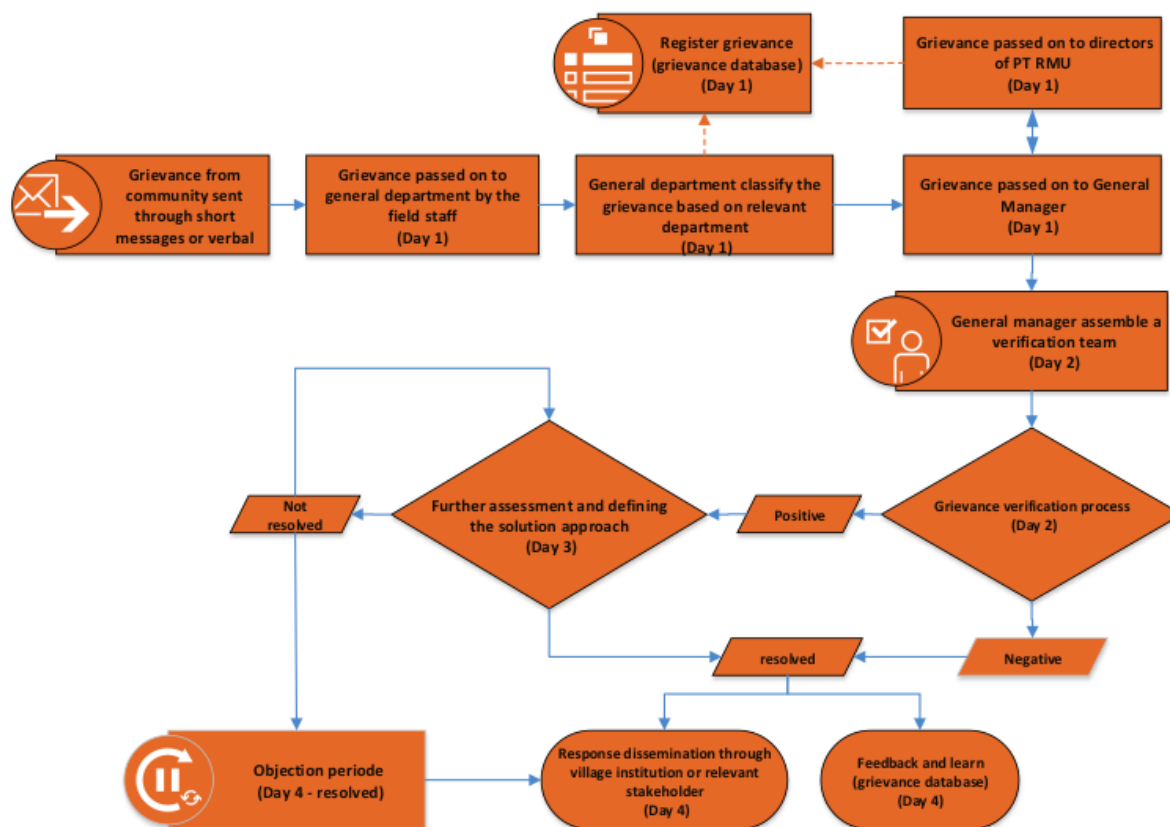 Register grievance
(grievance database)
(Day 1)
Grievance passed on to directors
of PT RMU
(Day 1)
Grievance from
community sent
through short
messages or verbal
Grievance passed on to
general department by the
field staff
(Day 1)
General department classify the
grievance based on relevant
department
(Day 1)
Grievance passed on to General
Manager
(Day 1)
General manager assemble a
verification team
(Day 2)
Grievance verification process
(Day 2)
Positive
Further assessment and defining
the solution approach
(Day 3)
Not
resolved
Negative
resolved
Objection periode
(Day 4 - resolved)
Response dissemination through
village institution or relevant
stakeholder
(Day 4)
Feedback and learn
(grievance database)
(Day 4)